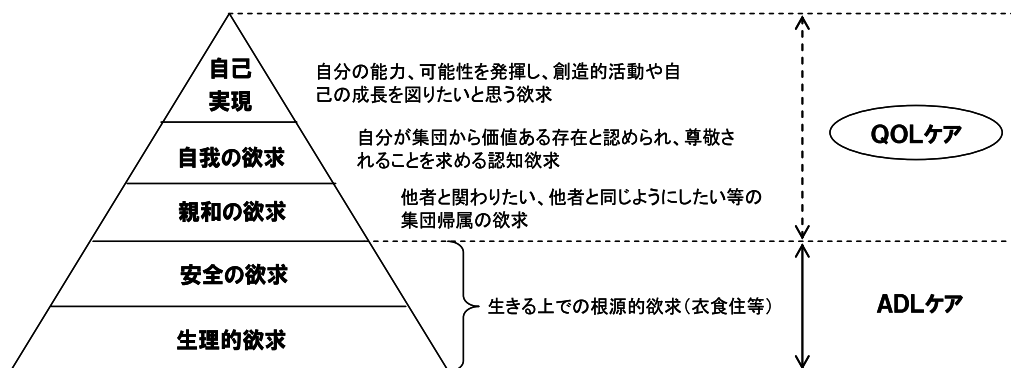 自己
実現
自分の能力、可能性を発揮し、創造的活動や自
己の成長を図りたいと思う欲求
自我の欲求
自分が集団から価値ある存在と認められ、尊敬さ
れることを求める認知欲求
QOLケア
親和の欲求
他者と関わりたい、他者と同じようにしたい等の
集団帰属の欲求
安全の欲求
生きる上での根源的欲求(衣食住等)
ADLケア
生理的欲求